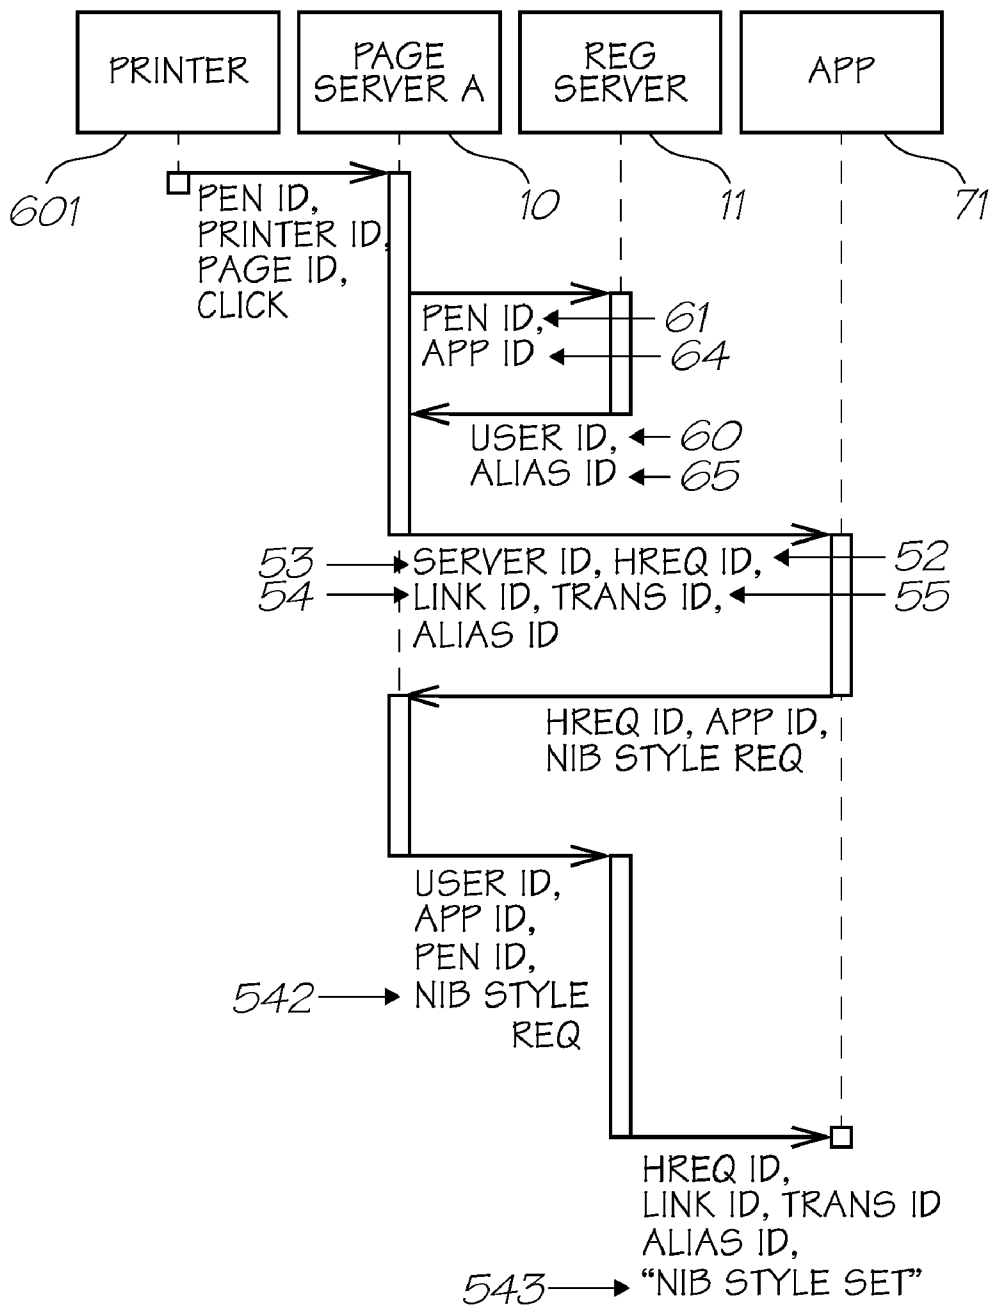 PRINTER
PAGE
SERVER A
REG
SERVER
APP
601
10
11
71
PEN ID,
PRINTER ID,
PAGE ID,
CLICK
PEN ID,
61
APP ID
64
USER ID,
60
ALIAS ID
65
53
SERVER ID, HREQ ID,
52
54
LINK ID, TRANS ID,
55
ALIAS ID
HREQ ID, APP ID,
NIB STYLE REQ
USER ID,
APP ID,
PEN ID,
542
NIB STYLE
REQ
HREQ ID,
LINK ID, TRANS ID
ALIAS ID,
543
“NIB STYLE SET”